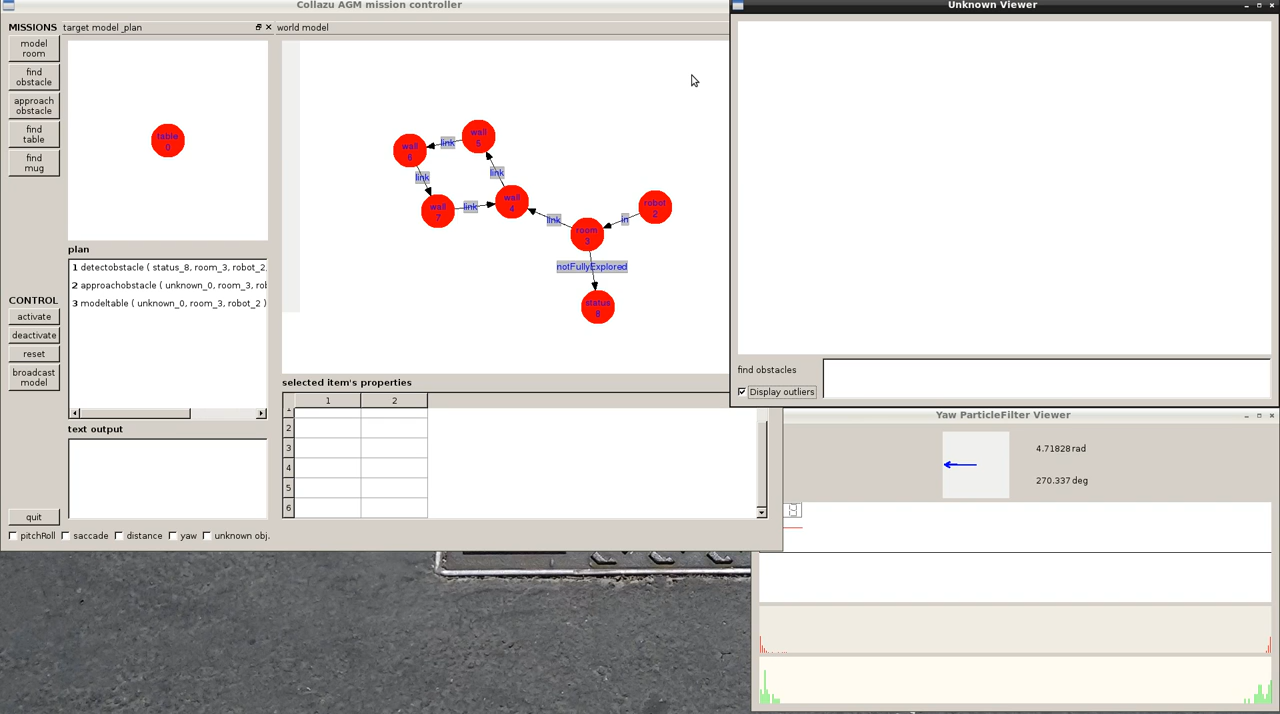 Collazu AGM mission controller
MISSIONS
model
room
find
obstacle
approach
obstacle
find
table
find
mug
CONTROL
activate
deactivate
reset
broadcast
model
quit
target model_plan
table
0
plan
1 detectobstacle ( status_8, room_3, robot_2,
2 approachobstacle ( unknown_0, room_3, rob
3 modeltable ( unknown_0, room_3, robot_2 )
text output
pitchRoll saccade distance yaw unknown obj.
world model
wall
5
link
wall
6
link
link
wall
4
wall
7
link
robot
2
in
link
room
3
notFullyExplored
status
8
selected item's properties
1 2
2
3
4
5
6
Unknown Viewer
find obstacles
Display outliers
Yaw ParticleFilter Viewer
4.71828 rad
270.337 deg